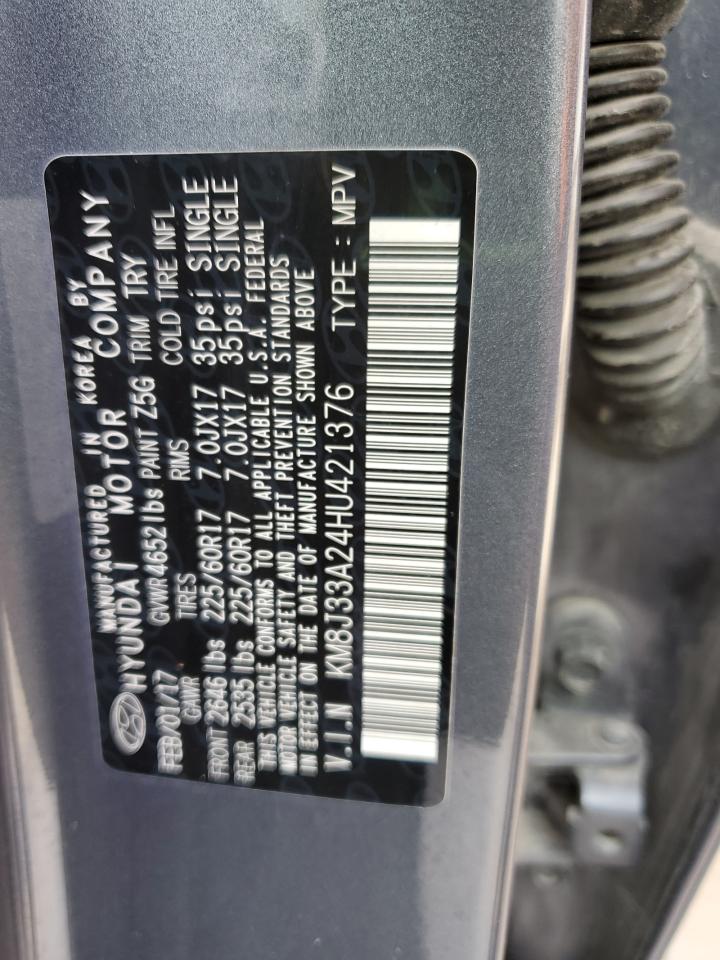 MANUFACTURED IN KOREA BY
HYUNDAI MOTOR COMPANY
FEB/01/17 GVWR 4652 lbs PAINT Z5G TRIM TRY
GAWR TIRES RIMS COLD TIRE INFL
FRONT 2646 lbs 225/60R17 7.0JX17 35psi SINGLE
REAR 2535 lbs 225/60R17 7.0JX17 35psi SINGLE
THIS VEHICLE CONFORMS TO ALL APPLICABLE U.S.A. FEDERAL
MOTOR VEHICLE SAFETY AND THEFT PREVENTION STANDARDS
IN EFFECT ON THE DATE OF MANUFACTURE SHOWN ABOVE
V.I.N KM8J33A24HU421376 TYPE : MPV